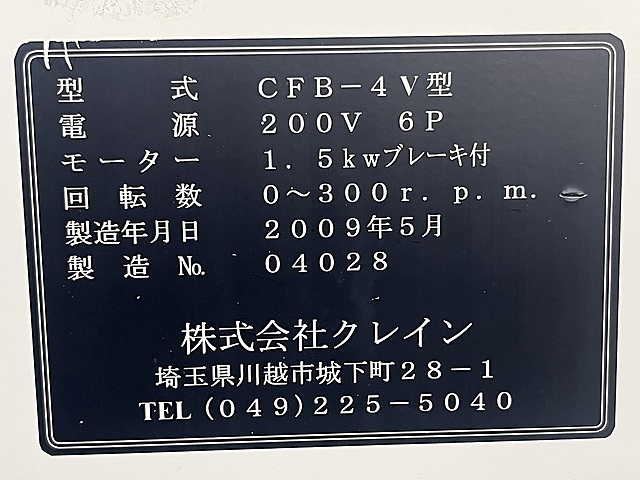 型式 CFB-4V型
電源 200V 6P
モーター 1.5kwブレーキ付
回転数 0~300r.p.m.
製造年月日 2009年5月
製造No. 04028
株式会社クレイン
埼玉県川越市城下町28-1
TEL(049)225-5040